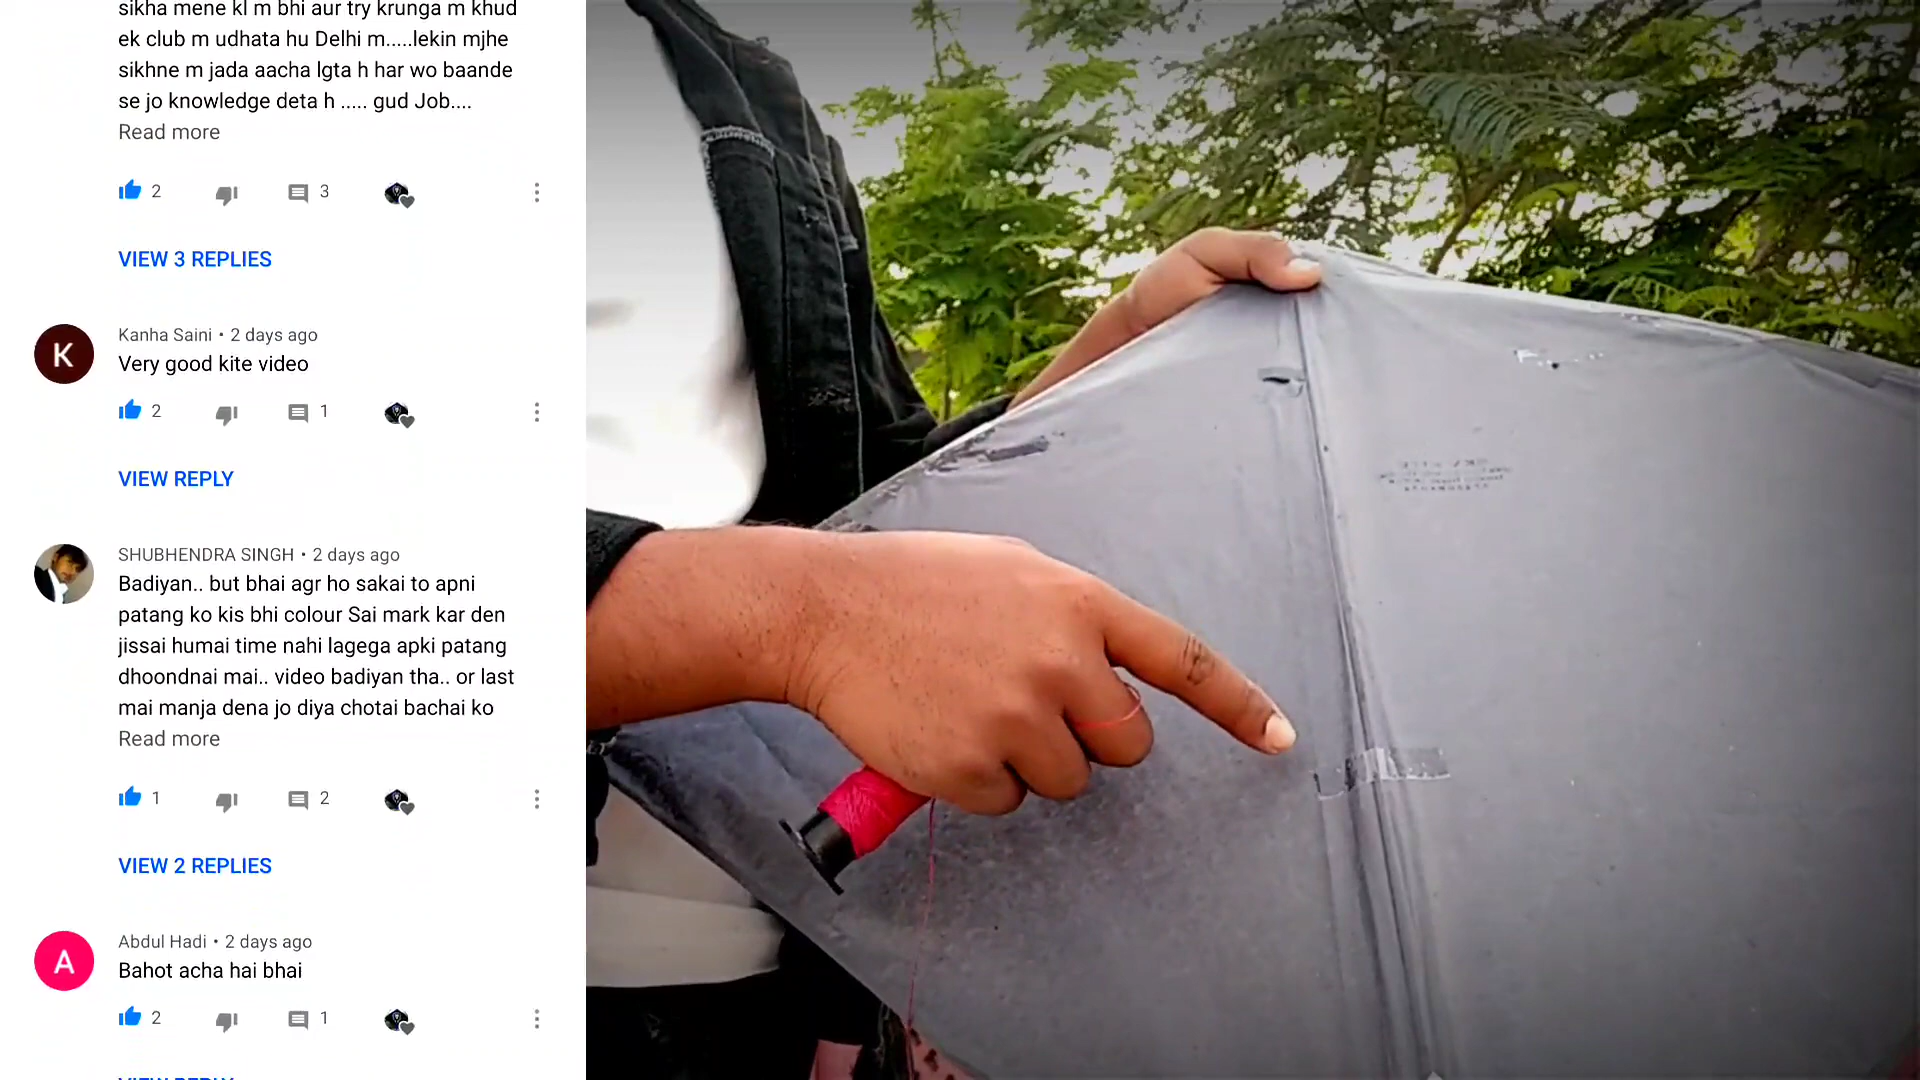 sikha mene kl m bhi aur try krunga m khud
ek club m udhata hu Delhi m.....lekin mjhe
sikhne m jada aacha lgta h har wo baande
se jo knowledge deta h ..... gud Job....
Read more
2
3
VIEW 3 REPLIES
K
Kanha Saini • 2 days ago
Very good kite video
2
1
VIEW REPLY
SHUBHENDRA SINGH • 2 days ago
Badiyan.. but bhai agr ho sakai to apni
patang ko kis bhi colour Sai mark kar den
jissai humai time nahi lagega apki patang
dhoondnai mai.. video badiyan tha.. or last
mai manja dena jo diya chotai bachai ko
Read more
1
2
VIEW 2 REPLIES
A
Abdul Hadi • 2 days ago
Bahot acha hai bhai
2
1
VIEW REPLY